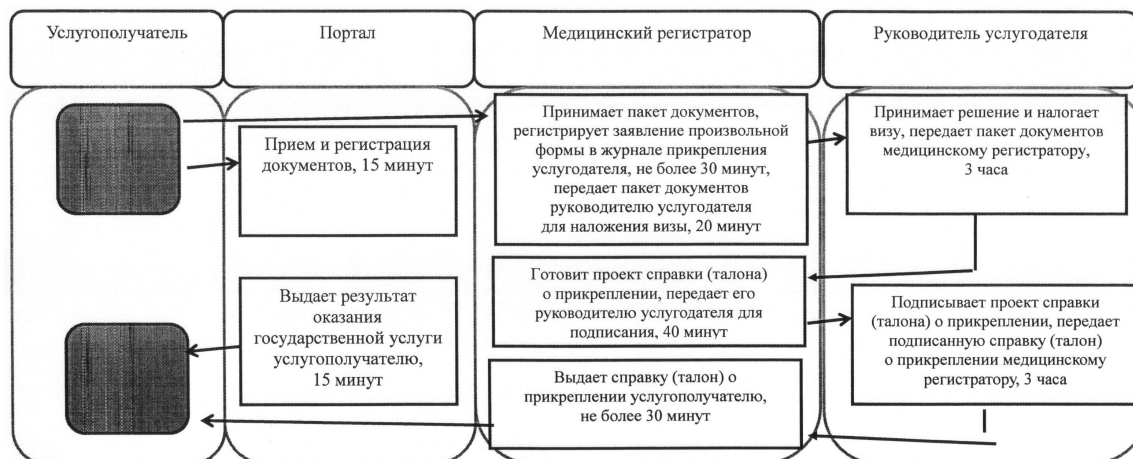 Услугополучатель
Портал
Медицинский регистратор
Руководитель услугодателя
Прием и регистрация
документов, 15 минут
Принимает пакет документов,
регистрирует заявление произвольной
формы в журнале прикрепления
услугодателя, не более 30 минут,
передает пакет документов
руководителю услугодателя
для наложения визы, 20 минут
Принимает решение и налогает
визу, передает пакет документов
медицинскому регистратору,
3 часа
Выдает результат
оказания
государственной услуги
услугополучателю,
15 минут
Готовит проект справки (талона)
о прикреплении, передает его
руководителю услугодателя для
подписания, 40 минут
Подписывает проект справки
(талона) о прикреплении, передает
подписанную справку (талон)
о прикреплении медицинскому
регистратору, 3 часа
Выдает справку (талон) о
прикреплении услугополучателю,
не более 30 минут